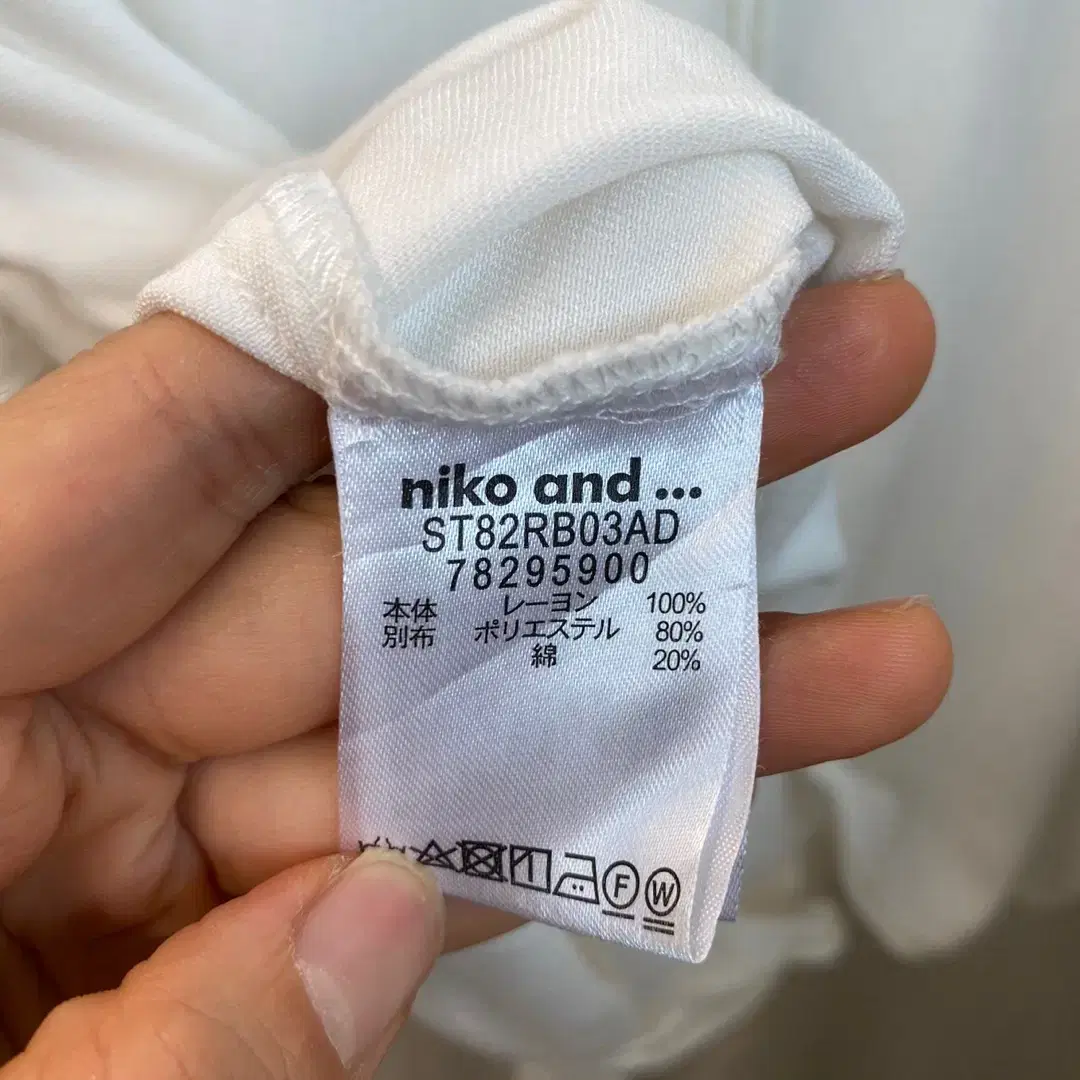 niko and ...
ST82RB03AD
78295900
本体 レーヨン 100%
別布 ポリエステル 80%
綿 20%
F W